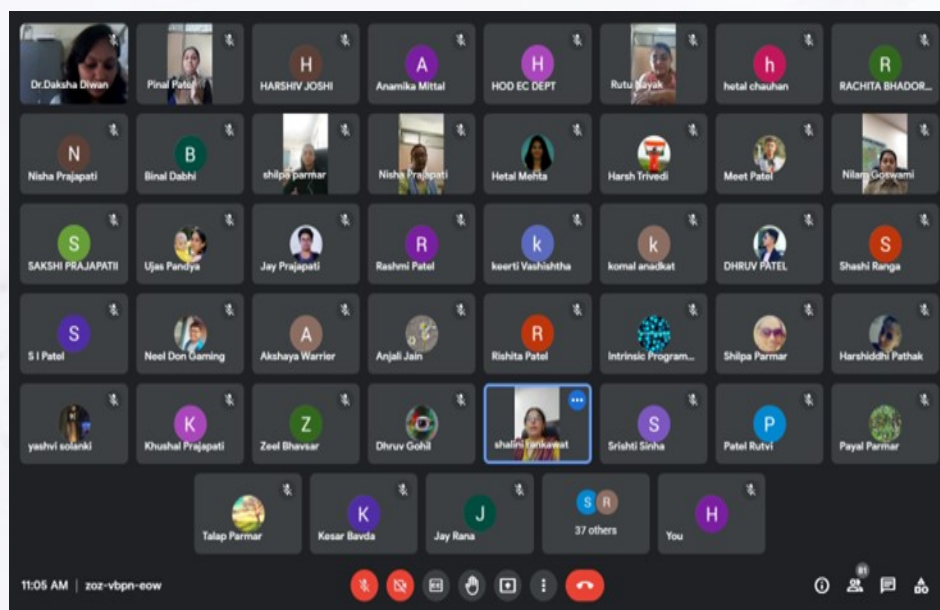 Dr.Daksha Diwan
Pinal Patel
H
HARSHIV JOSHI
A
Anamika Mittal
H
HOD EC DEPT
Rutu Nayak
h
hetal chauhan
R
RACHITA BHADOR...
N
Nisha Prajapati
B
Binal Dabhi
shilpa parmar
Nisha Prajapati
Hetal Mehta
Harsh Trivedi
Meet Patel
Nilam Goswami
S
SAKSHI PRAJAPATII
Ujas Pandya
Jay Prajapati
R
Rashmi Patel
k
keerti Vashishtha
k
komal anadkat
DHRUV PATEL
S
Shashi Ranga
S
S I Patel
Neel Don Gaming
A
Akshaya Warrier
Anjali Jain
R
Rishita Patel
Intrinsic Program...
Shilpa Parmar
Harshiddhi Pathak
yashvi solanki
K
Khushal Prajapati
Z
Zeel Bhavsar
Dhruv Gohil
shalini rankawat
S
Srishti Sinha
P
Patel Rutvi
Payal Parmar
Talap Parmar
K
Kesar Bavda
J
Jay Rana
S R
37 others
H
You
11:05 AM | zoz-vbpn-eow
81